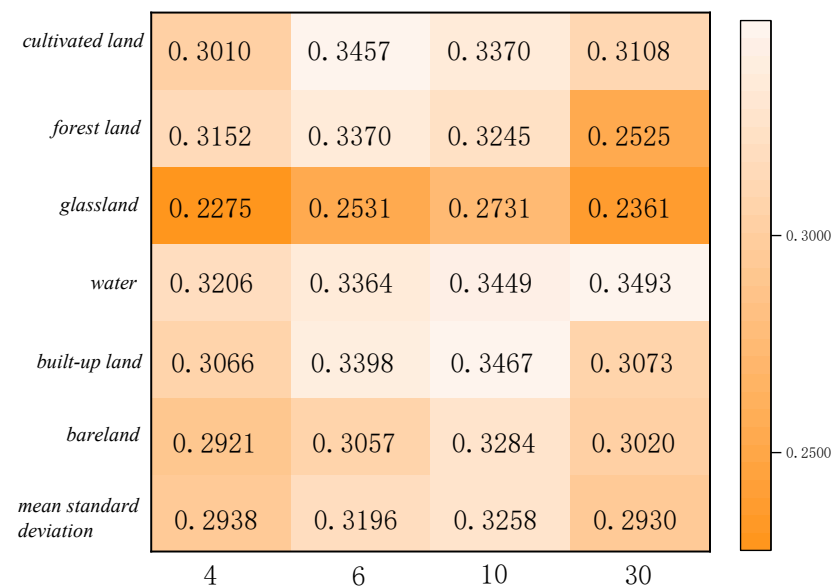 cultivated land 0.3010 0.3457 0.3370 0.3108
forest land 0.3152 0.3370 0.3245 0.2525
glassland 0.2275 0.2531 0.2731 0.2361
0.3000
water 0.3206 0.3364 0.3449 0.3493
built-up land 0.3066 0.3398 0.3467 0.3073
bareland 0.2921 0.3057 0.3284 0.3020
0.2500
mean standard
deviation 0.2938 0.3196 0.3258 0.2930
4 6 10 30